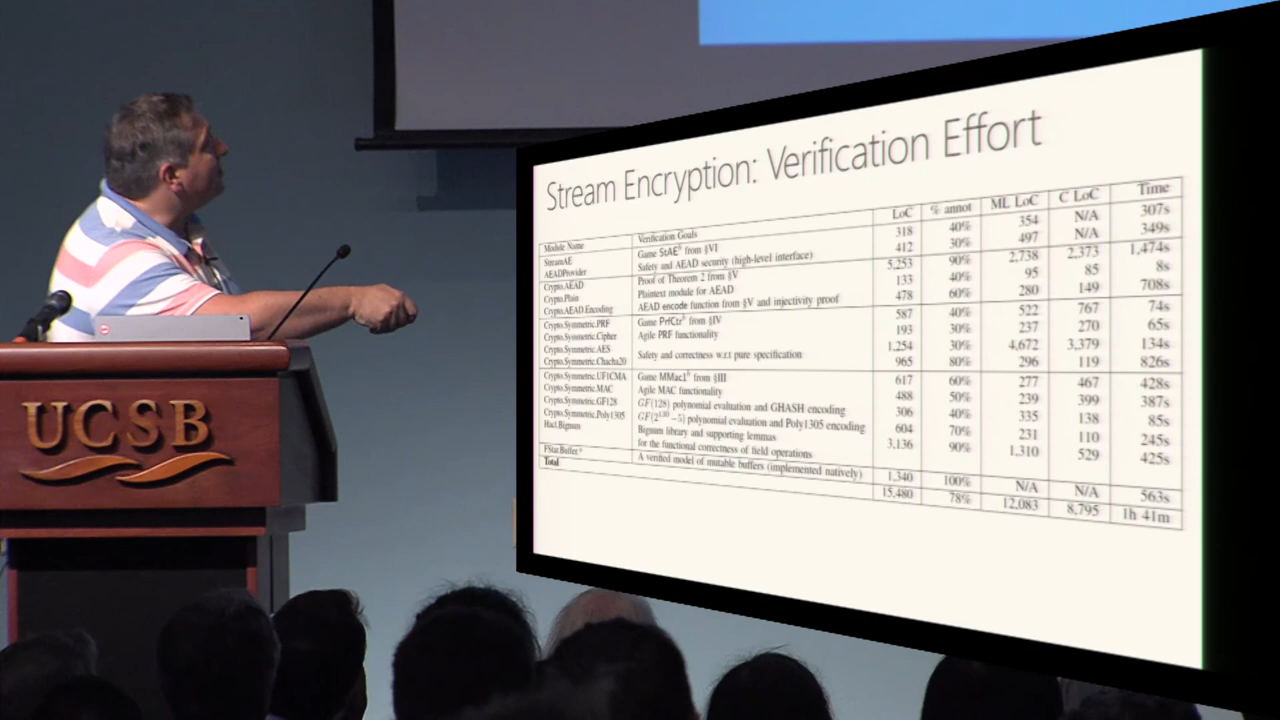 Stream Encryption: Verification Effort
Module Name Verification Goals LoC % annot ML LoC C LoC Time
StreamAE Game StAEᵇ from §VI 318 40% 354 N/A 307s
AEADProvider Safety and AEAD security (high-level interface) 412 30% 497 N/A 349s
Crypto.AEAD Proof of Theorem 2 from §V 5,253 90% 2,738 2,373 1,474s
Crypto.Plain Plaintext module for AEAD 133 40% 95 85 8s
Crypto.AEAD.Encoding AEAD encode function from §V and injectivity proof 478 60% 280 149 708s
Crypto.Symmetric.PRF Game PrfCtrᵇ from §IV 587 40% 522 767 74s
Crypto.Symmetric.Cipher Agile PRF functionality 193 30% 237 270 65s
Crypto.Symmetric.AES Safety and correctness w.r.t pure specification 1,254 30% 4,672 3,379 134s
Crypto.Symmetric.Chacha20 965 80% 296 119 826s
Crypto.Symmetric.UF1CMA Game MMac1ᵇ from §III 617 60% 277 467 428s
Crypto.Symmetric.MAC Agile MAC functionality 488 50% 239 399 387s
Crypto.Symmetric.GF128 GF(128) polynomial evaluation and GHASH encoding 306 40% 335 138 85s
Crypto.Symmetric.Poly1305 GF(2¹³⁰ − 5) polynomial evaluation and Poly1305 encoding 604 70% 231 110 245s
Hacl.Bignum Bignum library and supporting lemmas 3,136 90% 1,310 529 425s
for the functional correctness of field operations
FStar.Buffer.* A verified model of mutable buffers (implemented natively) 1,340 100% N/A N/A 563s
Total 15,480 78% 12,083 8,795 1h 41m
UCSB